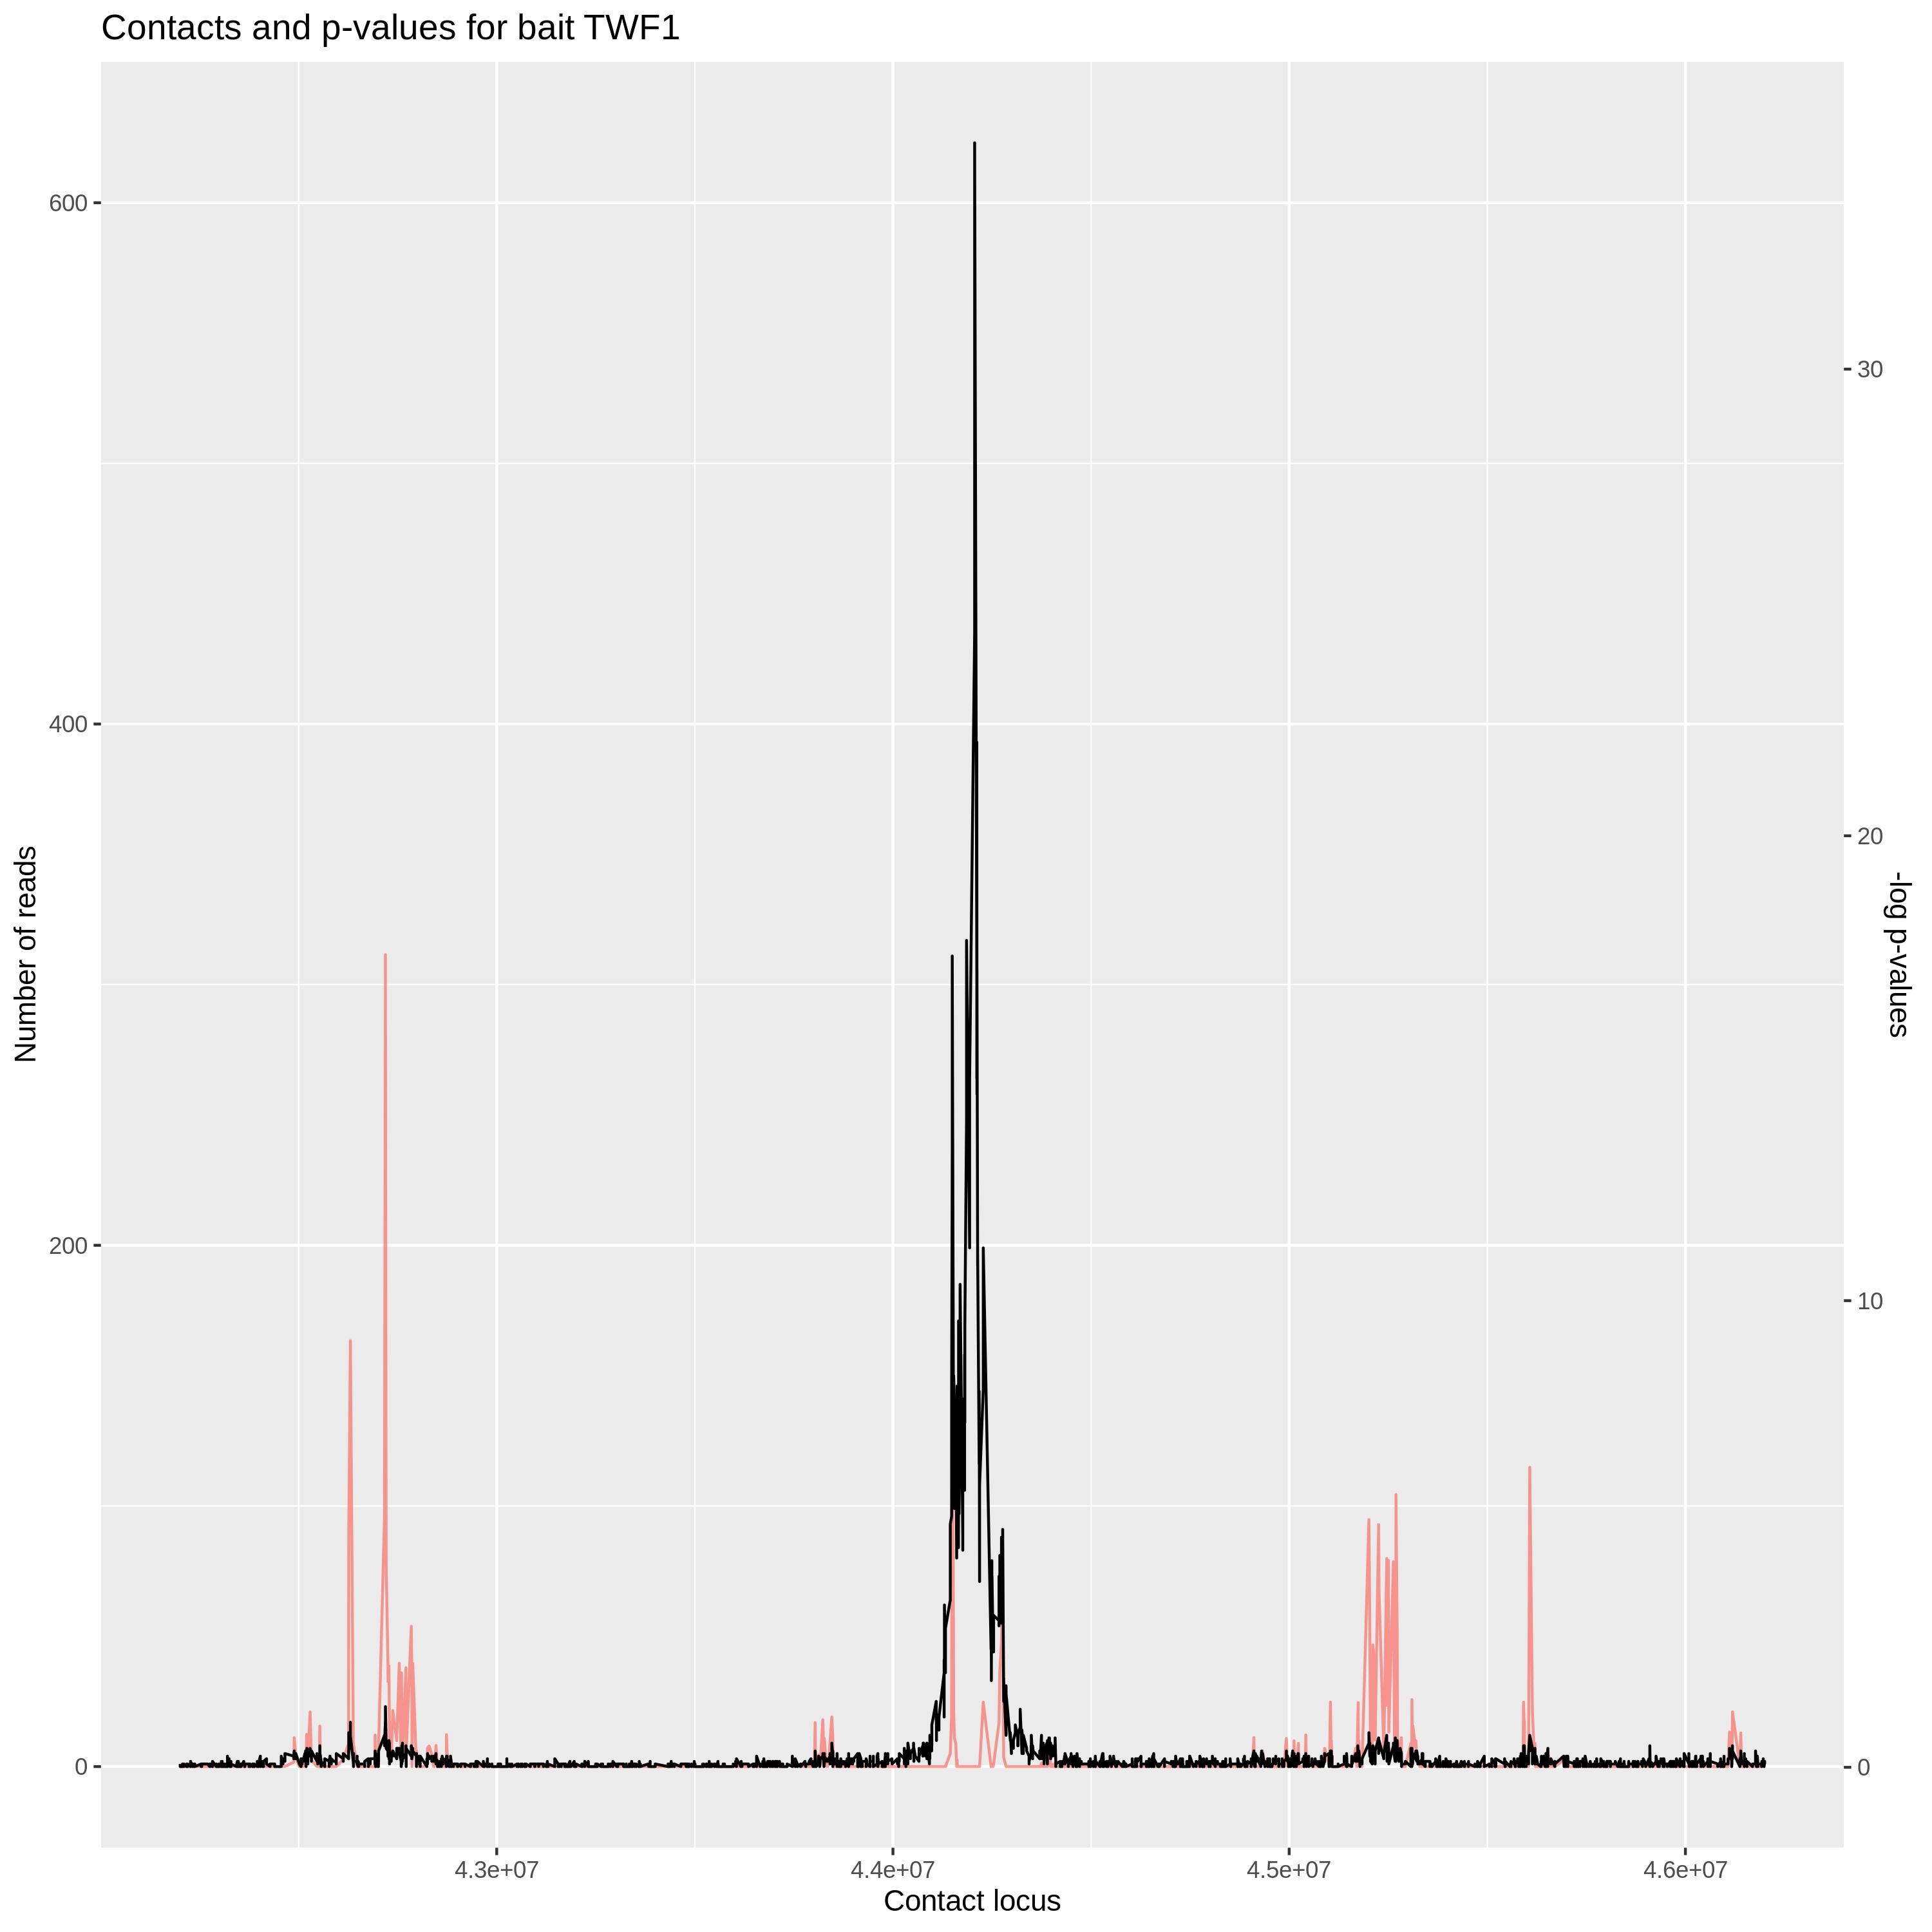 Contacts and p-values for bait TWF1
600
400
200
0
30
20
10
0
Number of reads
-log p-values
4.3e+07 4.4e+07 4.5e+07 4.6e+07
Contact locus